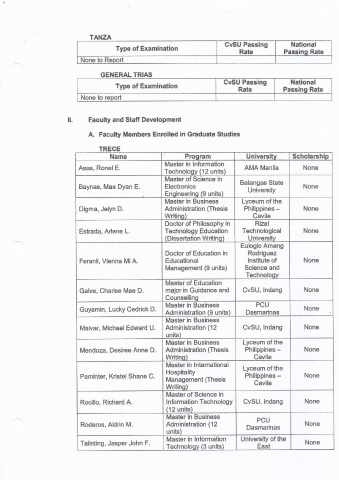 TANZA
Type of Examination CvSU Passing Rate National Passing Rate
None to Report
GENERAL TRIAS
Type of Examination CvSU Passing Rate National Passing Rate
None to report
II. Faculty and Staff Development
A. Faculty Members Enrolled in Graduate Studies
TRECE
Name Program University Scholarship
Asas, Ronel E. Master in Information Technology (12 units) AMA Manila None
Baynas, Mae Dyan E. Master of Science in Electronics Engineering (9 units) Batangas State University None
Digma, Jelyn D. Master in Business Administration (Thesis Writing) Lyceum of the Philippines – Cavite None
Estrada, Arlene L. Doctor of Philosophy in Technology Education (Dissertation Writing) Rizal Technological University None
Feranil, Vienna Mi A. Doctor of Education in Educational Management (9 units) Eulogio Amang Rodriguez Institute of Science and Technology None
Galve, Charise Mae D. Master of Education major in Guidance and Counselling CvSU, Indang None
Guyamin, Lucky Cedrick D. Master in Business Administration (9 units) PCU Dasmarinas None
Malvar, Michael Edward U. Master in Business Administration (12 units) CvSU, Indang None
Mendoza, Desiree Anne D. Master in Business Administration (Thesis Writing) Lyceum of the Philippines – Cavite None
Paminter, Kristel Shane C. Master in International Hospitality Management (Thesis Writing) Lyceum of the Philippines – Cavite None
Rocillo, Richard A. Master of Science in Information Technology (12 units) CvSU, Indang None
Roderos, Aldrin M. Master in Business Administration (12 units) PCU Dasmarinas None
Talinting, Jasper John F. Master in Information Technology (3 units) University of the East None